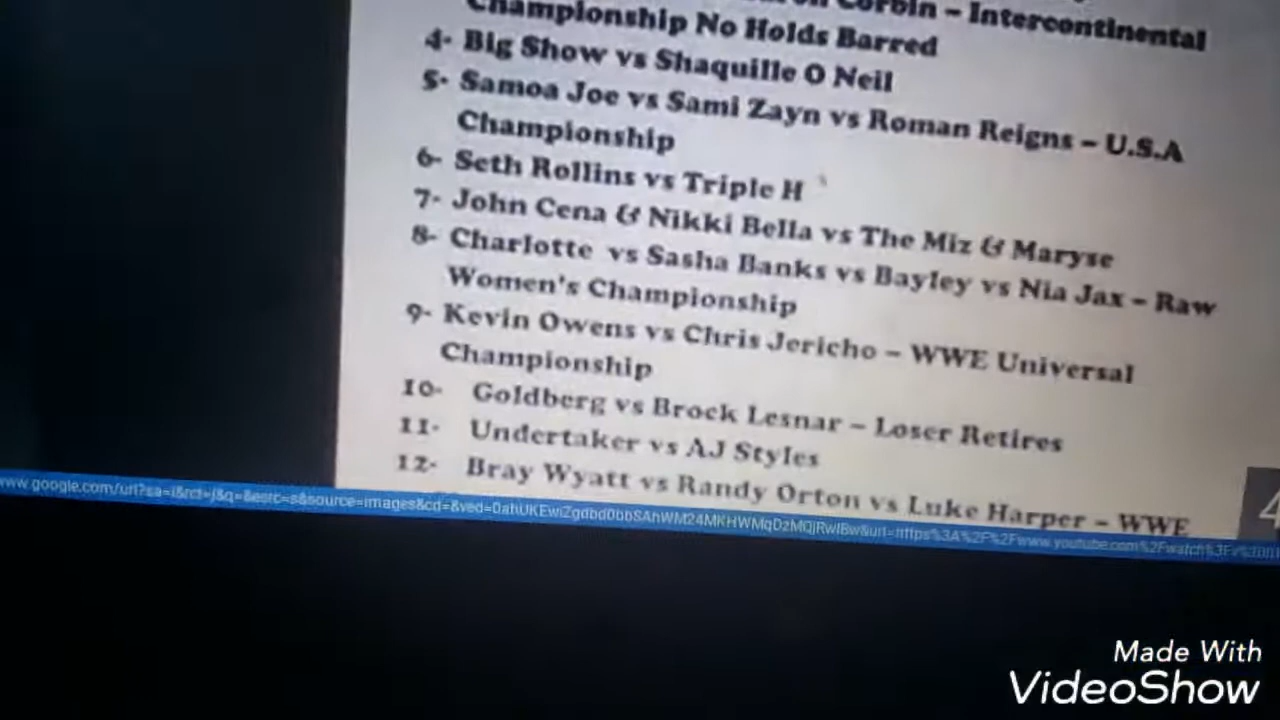 Corbin – Intercontinental
Championship No Holds Barred
4- Big Show vs Shaquille O Neil
5- Samoa Joe vs Sami Zayn vs Roman Reigns – U.S.A
Championship
6- Seth Rollins vs Triple H
7- John Cena & Nikki Bella vs The Miz & Maryse
8- Charlotte vs Sasha Banks vs Bayley vs Nia Jax – Raw
Women's Championship
9- Kevin Owens vs Chris Jericho – WWE Universal
Championship
10- Goldberg vs Brock Lesnar – Loser Retires
11- Undertaker vs AJ Styles
12- Bray Wyatt vs Randy Orton vs Luke Harper – WWE
Made With
VideoShow